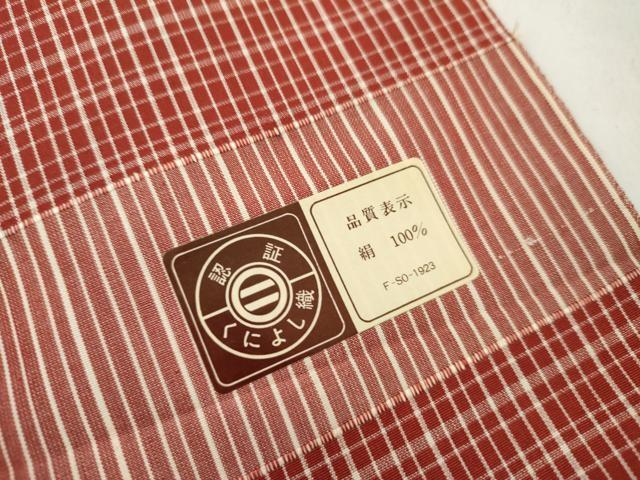 認証
くによし織
品質表示
絹 100%
F-SO-1923